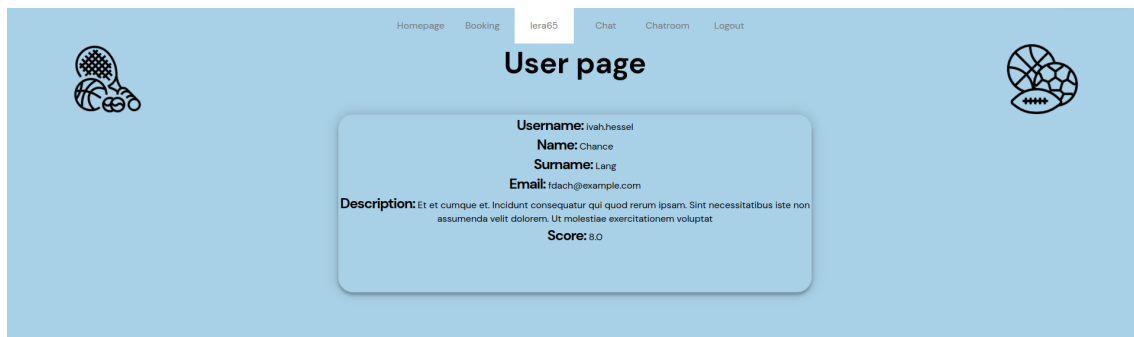 Homepage Booking lera65 Chat Chatroom Logout
User page
Username: ivah.hessel
Name: Chance
Surname: Lang
Email: fdach@example.com
Description: Et et cumque et. Incidunt consequatur qui quod rerum ipsam. Sint necessitatibus iste non
assumenda velit dolorem. Ut molestiae exercitationem voluptat
Score: 8.0